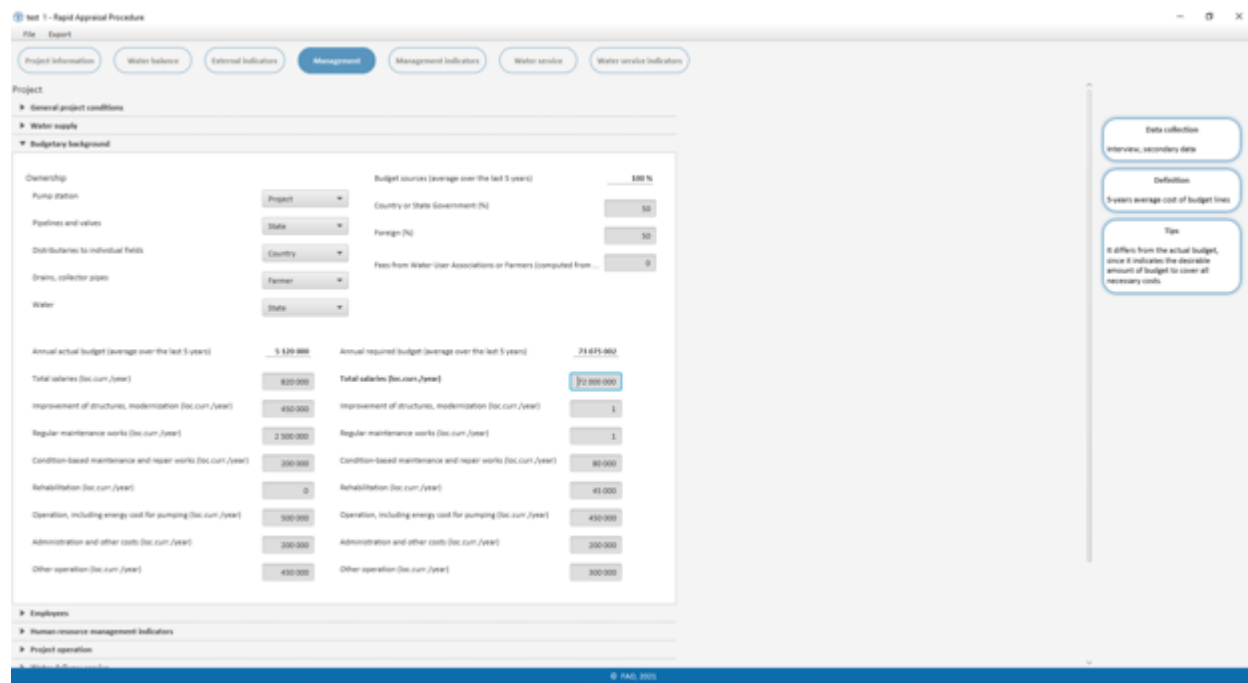 test 1 - Rapid Appraisal Procedure
File Export
Project information Water balance External indicators Management Management indicators Water service Water service indicators
Project
General project conditions
Water supply
Budgetary background
Ownership
Pump station Project
Pipelines and valves State
Distributaries to individual fields Country
Drains, collector pipes Farmer
Water State
Budget sources (average over the last 5 years) 100 %
Country or State Government (%) 50
Foreign (%) 50
Fees from Water User Associations or Farmers (computed from ... 0
Annual actual budget (average over the last 5 years) 5 120 000
Total salaries (loc.curr./year) 820 000
Improvement of structures, modernization (loc.curr./year) 450 000
Regular maintenance works (loc.curr./year) 2 500 000
Condition-based maintenance and repair works (loc.curr./year) 200 000
Rehabilitation (loc.curr./year) 0
Operation, including energy cost for pumping (loc.curr./year) 500 000
Administration and other costs (loc.curr./year) 200 000
Other operation (loc.curr./year) 450 000
Annual required budget (average over the last 5 years) 73 075 002
Total salaries (loc.curr./year) 72 000 000
Improvement of structures, modernization (loc.curr./year) 1
Regular maintenance works (loc.curr./year) 1
Condition-based maintenance and repair works (loc.curr./year) 80 000
Rehabilitation (loc.curr./year) 45 000
Operation, including energy cost for pumping (loc.curr./year) 450 000
Administration and other costs (loc.curr./year) 200 000
Other operation (loc.curr./year) 300 000
Employees
Human resource management indicators
Project operation
Data collection
Interview, secondary data
Definition
5-years average cost of budget lines
Tips
It differs from the actual budget,
since it indicates the desirable
amount of budget to cover all
necessary costs.
© FAO, 2021